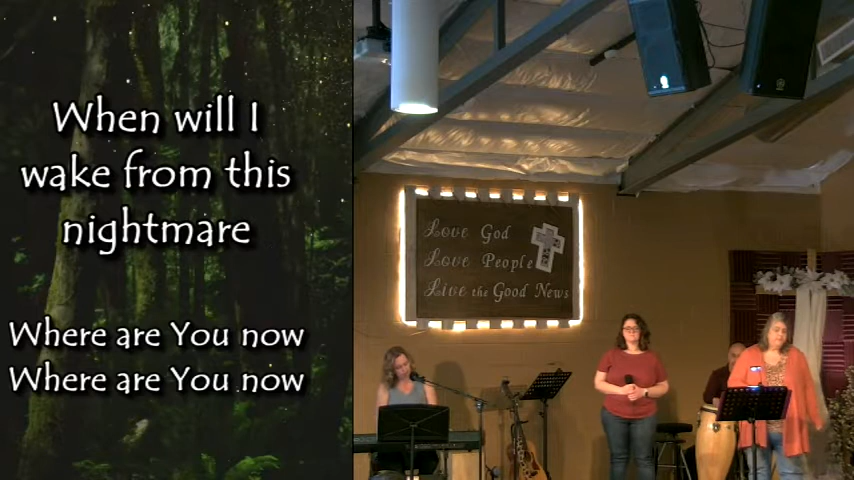 When will I
wake from this
nightmare
Where are You now
Where are You now
Love God
Love People
Live the Good News